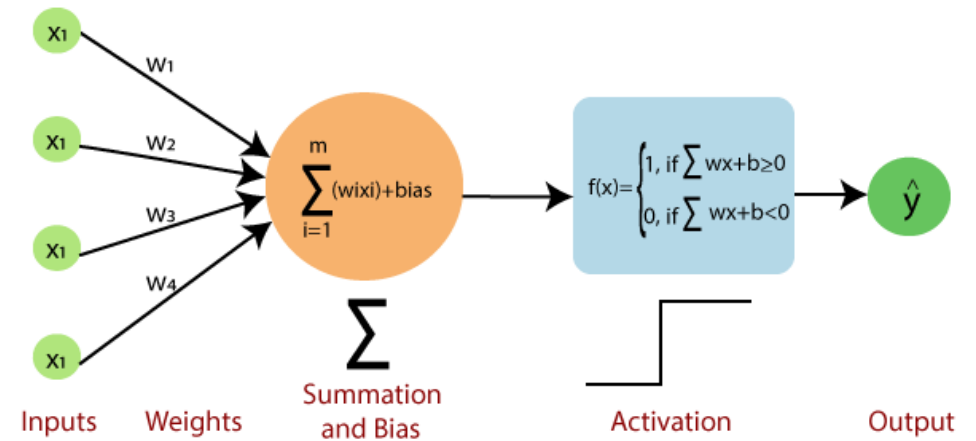 x1
x1
x1
x1
w1
w2
w3
w4
m
∑(wixi)+bias
i=1
f(x)={1, if ∑ wx+b≥0
0, if ∑ wx+b<0
ŷ
∑
Inputs
Weights
Summation
and Bias
Activation
Output